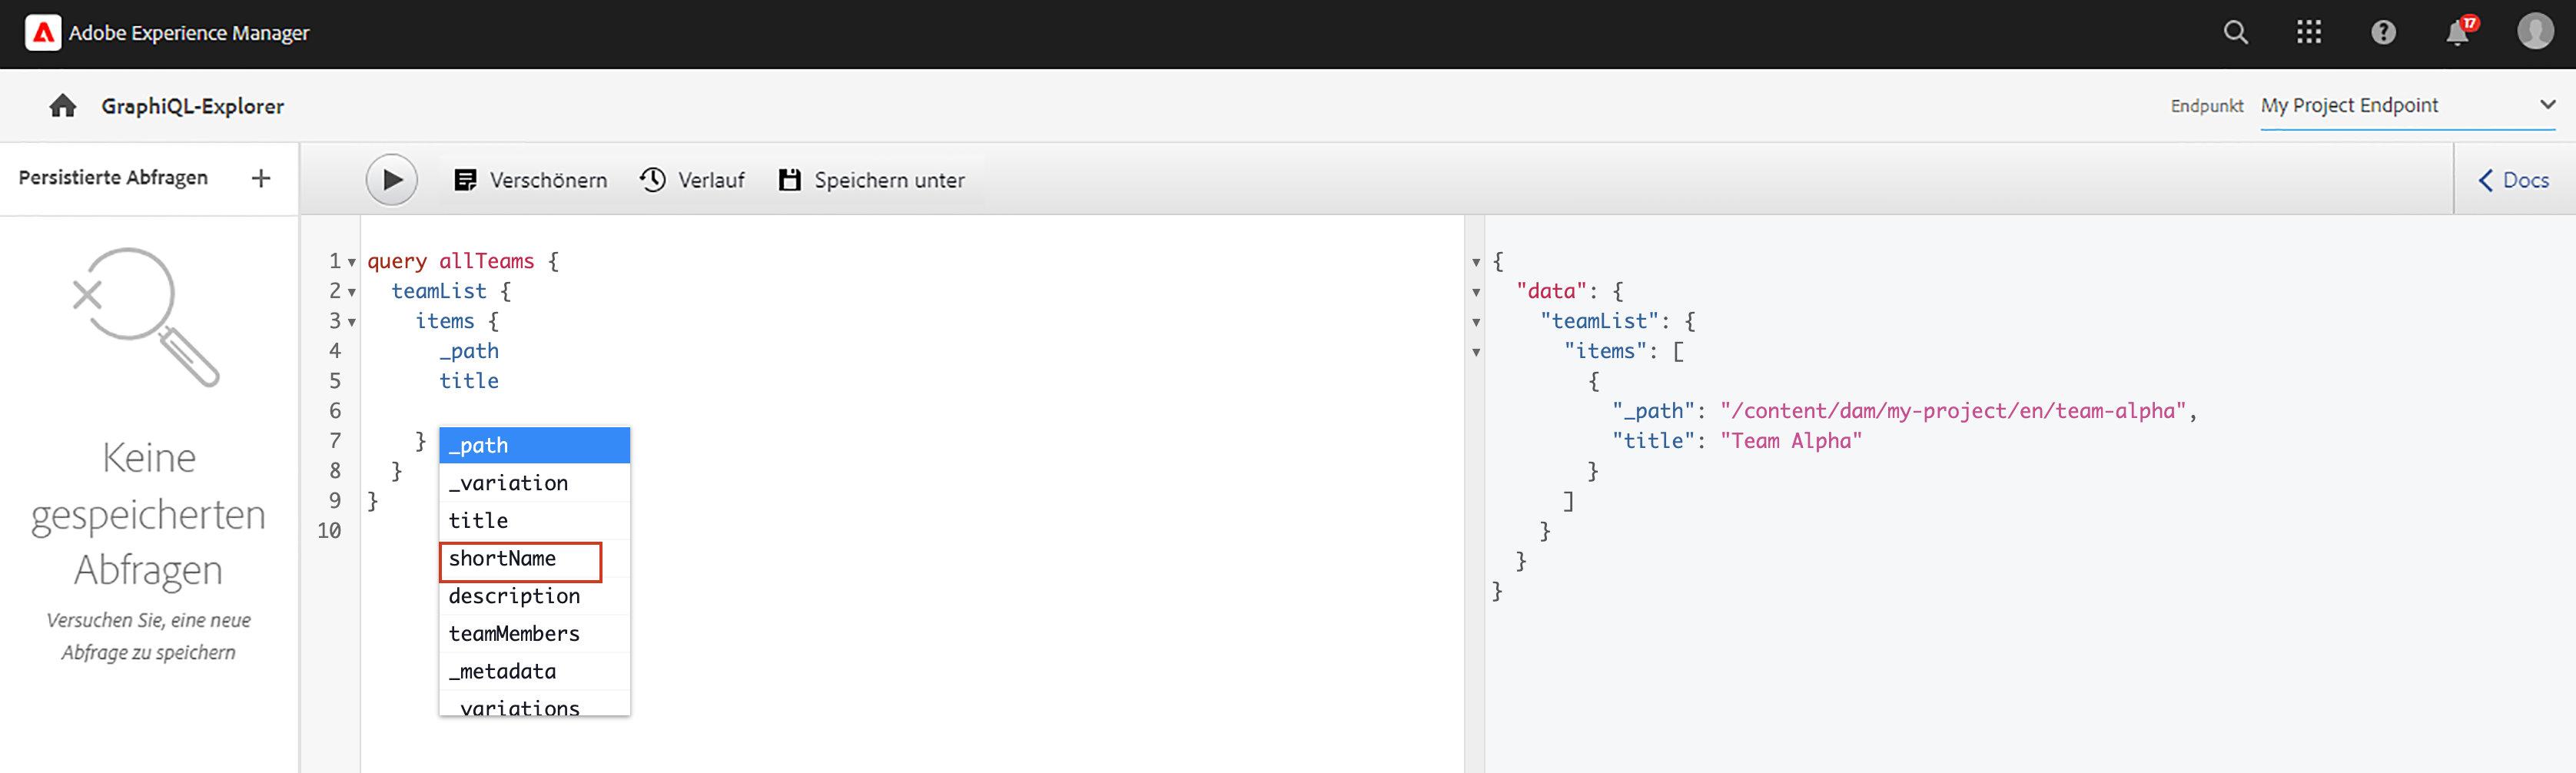 Adobe Experience Manager
17
GraphiQL-Explorer
Endpunkt My Project Endpoint
Persistierte Abfragen +
Verschönern Verlauf Speichern unter
Docs
Keine
gespeicherten
Abfragen
Versuchen Sie, eine neue
Abfrage zu speichern
1 query allTeams {
2 teamList {
3 items {
4 _path
5 title
6
7 }
8 }
9 }
10
_path
_variation
title
shortName
description
teamMembers
_metadata
_variations
{
"data": {
"teamList": {
"items": [
{
"_path": "/content/dam/my-project/en/team-alpha",
"title": "Team Alpha"
}
]
}
}
}